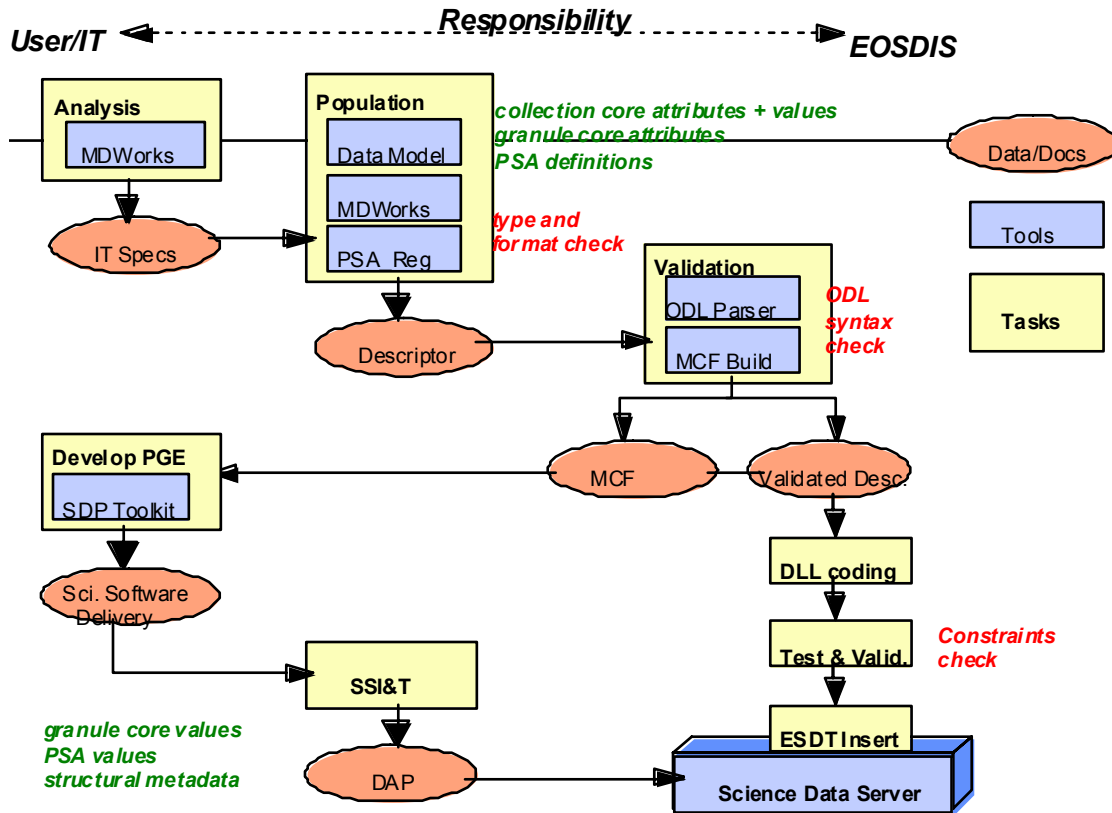 Responsibility
User/IT
EOSDIS
Analysis
MDWorks
IT Specs
Population
Data Model
MDWorks
PSA_Reg
collection core attributes + values
granule core attributes
PSA definitions
type and
format check
Descriptor
Validation
ODL Parser
MCF Build
ODL
syntax
check
Data/Docs
Tools
Tasks
MCF
Validated Desc.
Develop PGE
SDP Toolkit
Sci. Software
Delivery
DLL coding
Test & Valid.
Constraints
check
SSI&T
granule core values
PSA values
structural metadata
DAP
ESDT Insert
Science Data Server